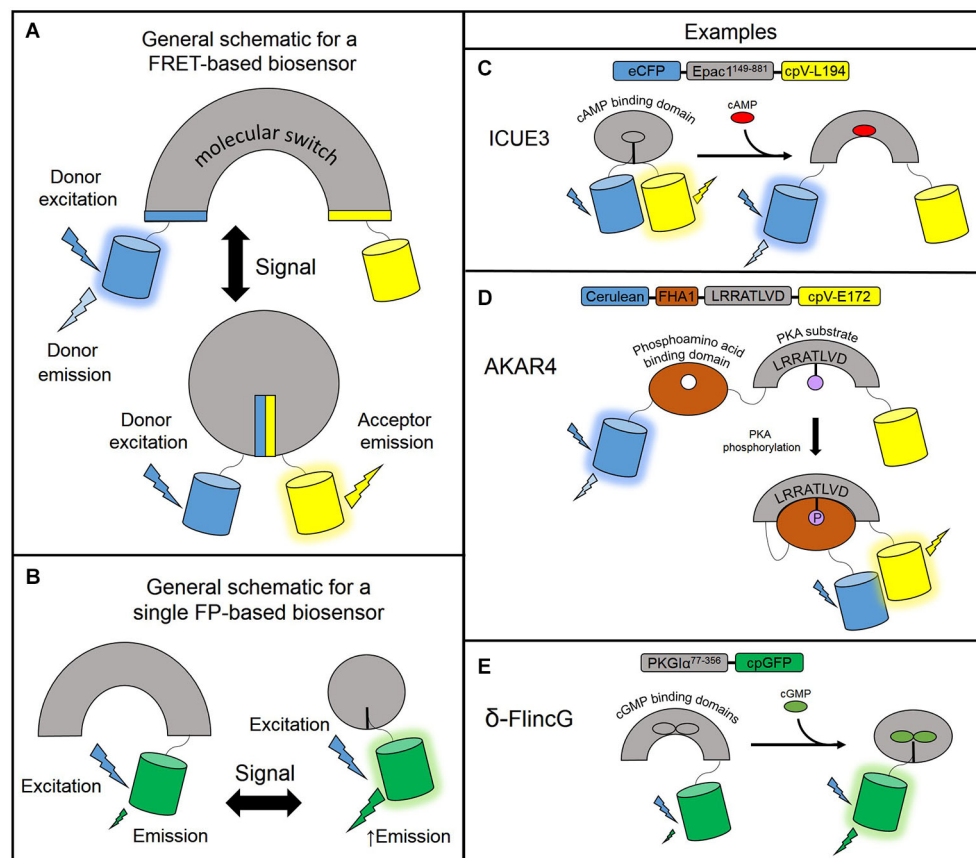 A
General schematic for a
FRET-based biosensor
molecular switch
Donor
excitation
Signal
Donor
emission
Donor
excitation
Acceptor
emission
B
General schematic for a
single FP-based biosensor
Excitation
Emission
Signal
Excitation
↑Emission
Examples
C
eCFP
Epac1¹⁴⁹⁻⁸⁸¹
cpV-L194
ICUE3
cAMP binding domain
cAMP
D
Cerulean
FHA1
LRRATLVD
cpV-E172
AKAR4
Phosphoamino acid
binding domain
PKA substrate
LRRATLVD
PKA
phosphorylation
LRRATLVD
P
E
PKGIα⁷⁷⁻³⁵⁶
cpGFP
δ-FlincG
cGMP binding domains
cGMP